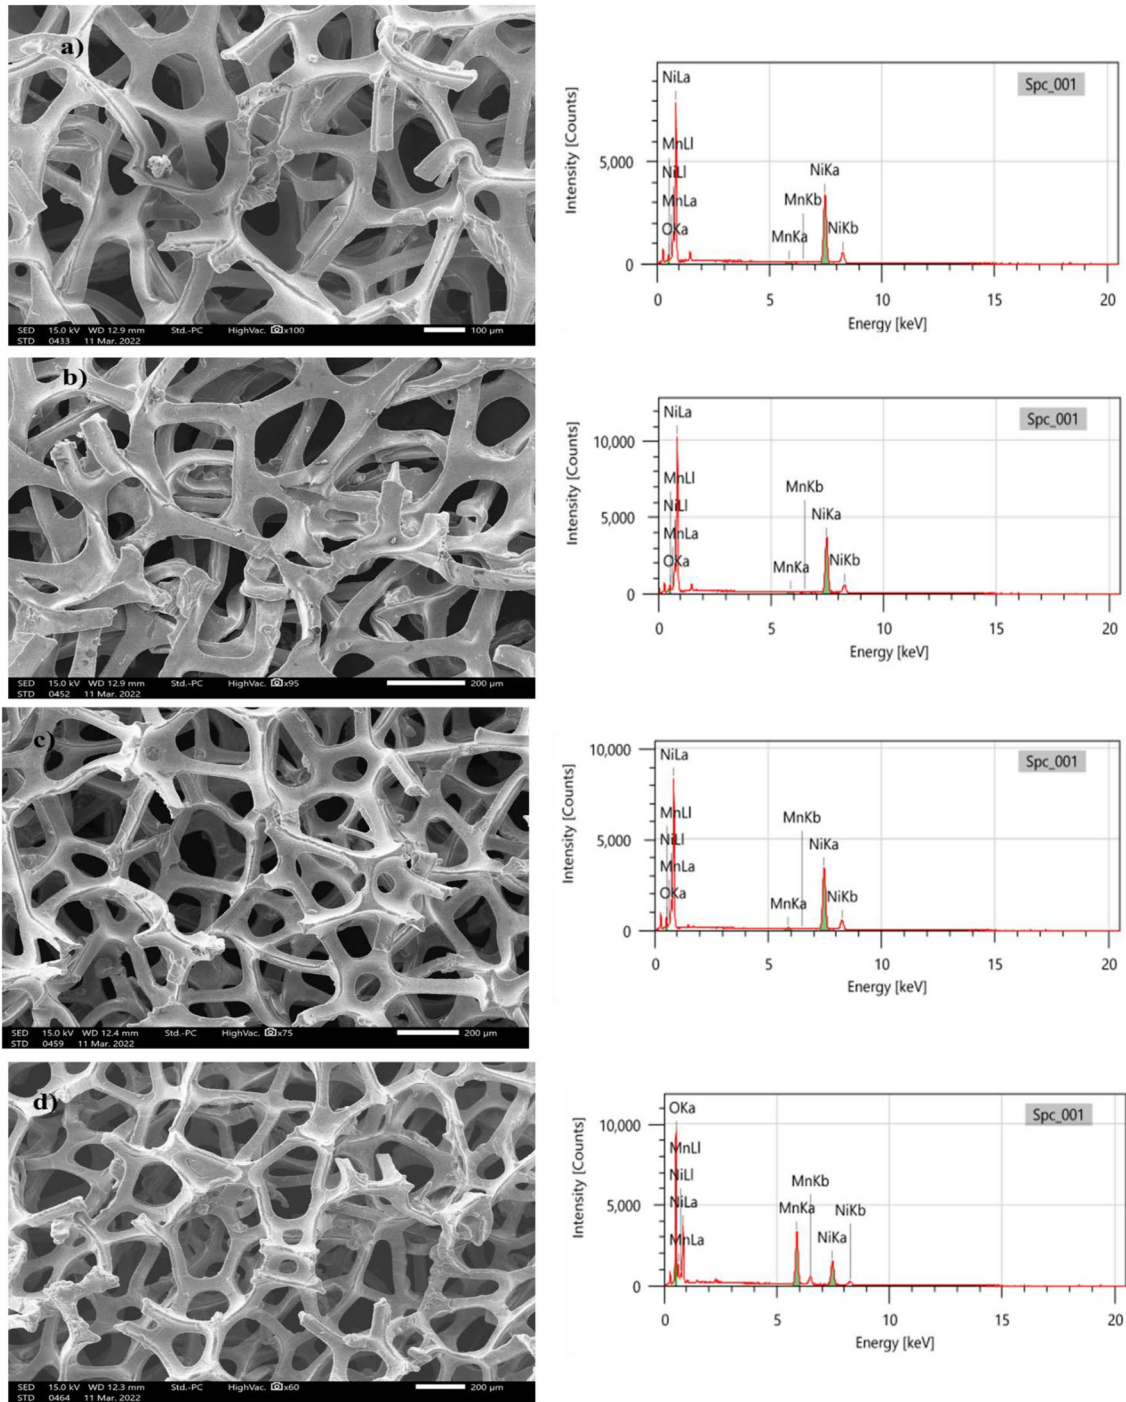 a)
SED 15.0 kV WD 12.9 mm Std.-PC HighVac. x100 100 µm
STD 0433 11 Mar. 2022
Spc_001
NiLa
MnLl
NiLl
MnLa
OKa
MnKa
MnKb
NiKa
NiKb
Intensity [Counts]
5,000
0
0 5 10 15 20
Energy [keV]
b)
SED 15.0 kV WD 12.9 mm Std.-PC HighVac. x95 200 µm
STD 0452 11 Mar. 2022
Spc_001
NiLa
MnLl
NiLl
MnLa
OKa
MnKa
MnKb
NiKa
NiKb
Intensity [Counts]
10,000
5,000
0
0 5 10 15 20
Energy [keV]
c)
SED 15.0 kV WD 12.4 mm Std.-PC HighVac. x75 200 µm
STD 0459 11 Mar. 2022
Spc_001
NiLa
MnLl
NiLl
MnLa
OKa
MnKa
MnKb
NiKa
NiKb
Intensity [Counts]
10,000
5,000
0
0 5 10 15 20
Energy [keV]
d)
SED 15.0 kV WD 12.3 mm Std.-PC HighVac. x60 200 µm
STD 0464 11 Mar. 2022
Spc_001
OKa
MnLl
NiLl
NiLa
MnLa
MnKa
MnKb
NiKa
NiKb
Intensity [Counts]
10,000
5,000
0
0 5 10 15 20
Energy [keV]